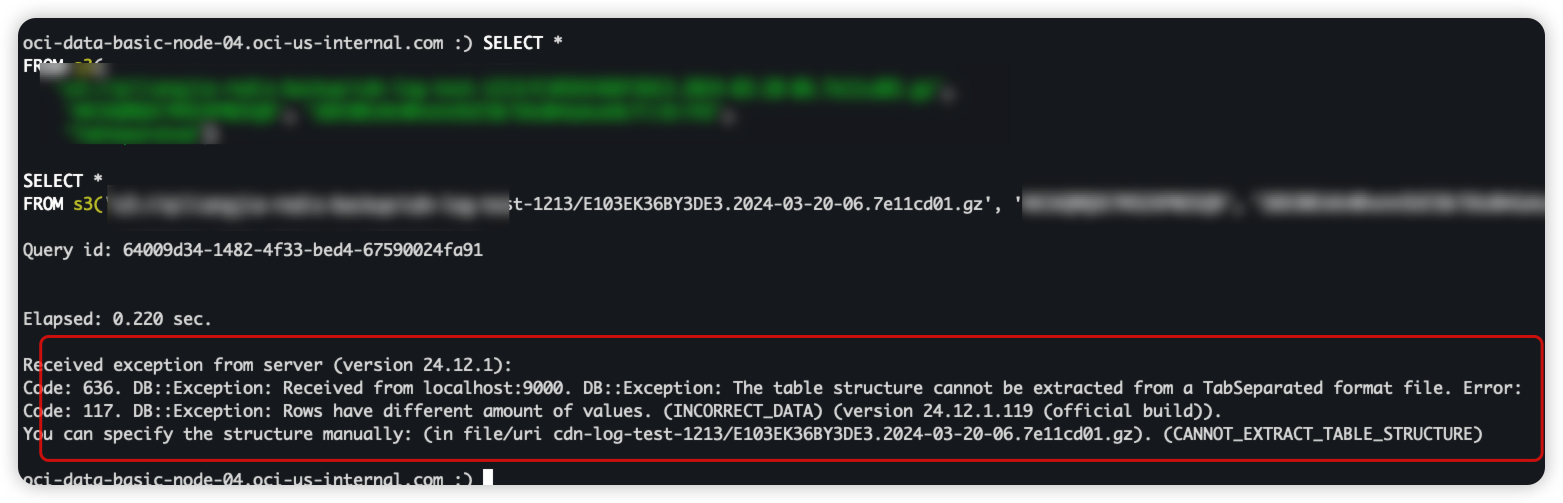 oci-data-basic-node-04.oci-us-internal.com :) SELECT *
FROM s3(
SELECT *
FROM s3('st-1213/E103EK36BY3DE3.2024-03-20-06.7e11cd01.gz', '
Query id: 64009d34-1482-4f33-bed4-67590024fa91
Elapsed: 0.220 sec.
Received exception from server (version 24.12.1):
Code: 636. DB::Exception: Received from localhost:9000. DB::Exception: The table structure cannot be extracted from a TabSeparated format file. Error:
Code: 117. DB::Exception: Rows have different amount of values. (INCORRECT_DATA) (version 24.12.1.119 (official build)).
You can specify the structure manually: (in file/uri cdn-log-test-1213/E103EK36BY3DE3.2024-03-20-06.7e11cd01.gz). (CANNOT_EXTRACT_TABLE_STRUCTURE)
oci-data-basic-node-04.oci-us-internal.com :)